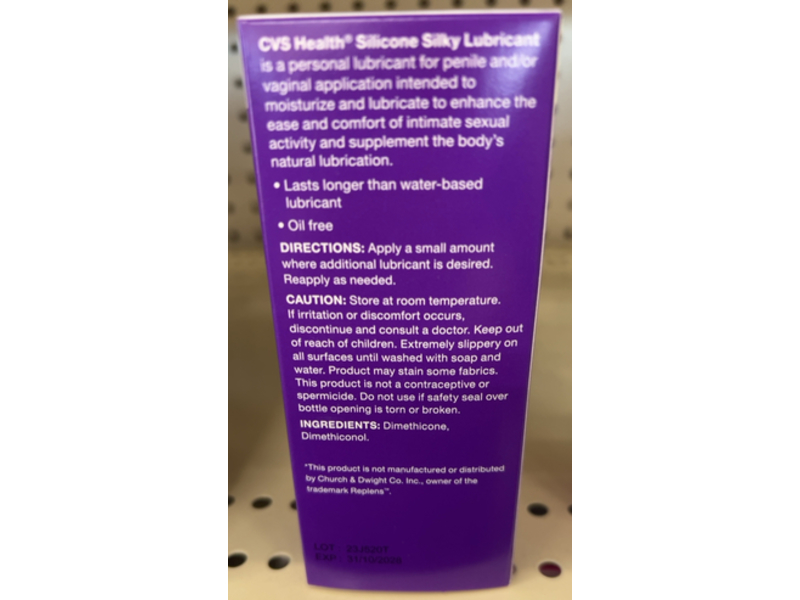 CVS Health® Silicone Silky Lubricant
is a personal lubricant for penile and/or
vaginal application intended to
moisturize and lubricate to enhance the
ease and comfort of intimate sexual
activity and supplement the body's
natural lubrication.
• Lasts longer than water-based
lubricant
• Oil free
DIRECTIONS: Apply a small amount
where additional lubricant is desired.
Reapply as needed.
CAUTION: Store at room temperature.
If irritation or discomfort occurs,
discontinue and consult a doctor. Keep out
of reach of children. Extremely slippery on
all surfaces until washed with soap and
water. Product may stain some fabrics.
This product is not a contraceptive or
spermicide. Do not use if safety seal over
bottle opening is torn or broken.
INGREDIENTS: Dimethicone,
Dimethiconol.
*This product is not manufactured or distributed
by Church & Dwight Co. Inc., owner of the
trademark Replens™.
LOT
EXP